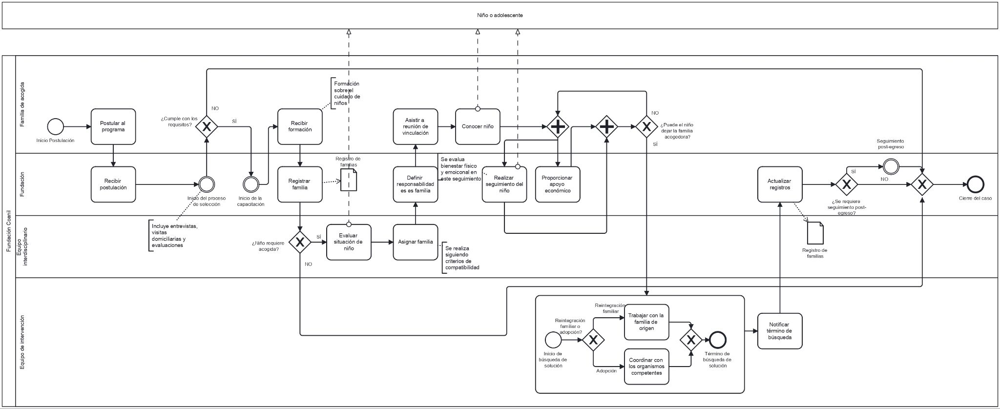 Niño o adolescente
Fundación Coanil
Familia de acogida
Inicio Postulación
Postular al
programa
¿Cumple con los
requisitos?
NO
SÍ
Recibir
formación
Formación
sobre el
cuidado de
niños
Asistir a
reunión de
vinculación
Conocer niño
NO
¿Puede el niño
dejar la familia
acogedora?
SÍ
Fundación
Recibir
postulación
Inicio del proceso
de selección
Inicio de la
capacitación
Registrar
familia
Registro de
familias
Definir
responsabilidad
es es familia
Se evalua
bienestar físico
y emoiconal en
este seguimiento
Realizar
seguimiento del
niño
Proporcionar
apoyo
económico
Actualizar
registros
¿Se requiere
seguimiento post-
egreso?
SÍ
NO
Seguimiento
post-egreso
Cierre del caso
Equipo
interdisciplinario
Incluye entrevistas,
visitas
domiciliarias y
evaluaciones
¿Niño requiere
acogida?
SÍ
NO
Evaluar
situación de
niño
Asignar familia
Se realiza
siguiendo
criterios de
compatibilidad
Registro de
familias
Equipo de intervención
Inicio de
búsqueda de
solución
Reintegración
familiar o
adopción?
Reintegración
familiar
Adopción
Trabajar con la
familia de
origen
Coordinar con
los organismos
competentes
Término de
búsqueda de
solución
Notificar
término de
búsqueda